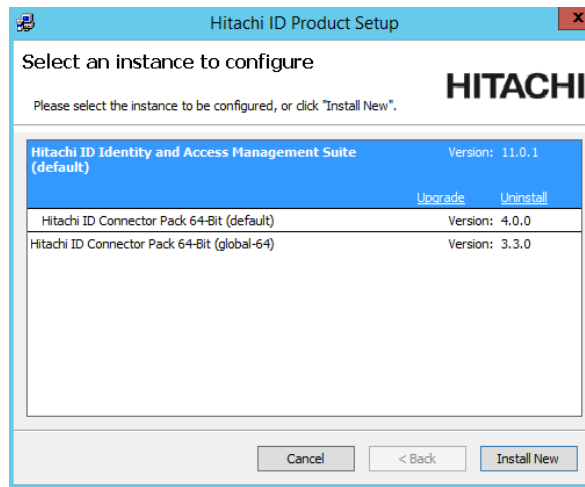 Hitachi ID Product Setup
x
Select an instance to configure
HITACHI
Please select the instance to be configured, or click "Install New".
Hitachi ID Identity and Access Management Suite Version: 11.0.1
(default)
Upgrade Uninstall
Hitachi ID Connector Pack 64-Bit (default) Version: 4.0.0
Hitachi ID Connector Pack 64-Bit (global-64) Version: 3.3.0
Cancel < Back Install New